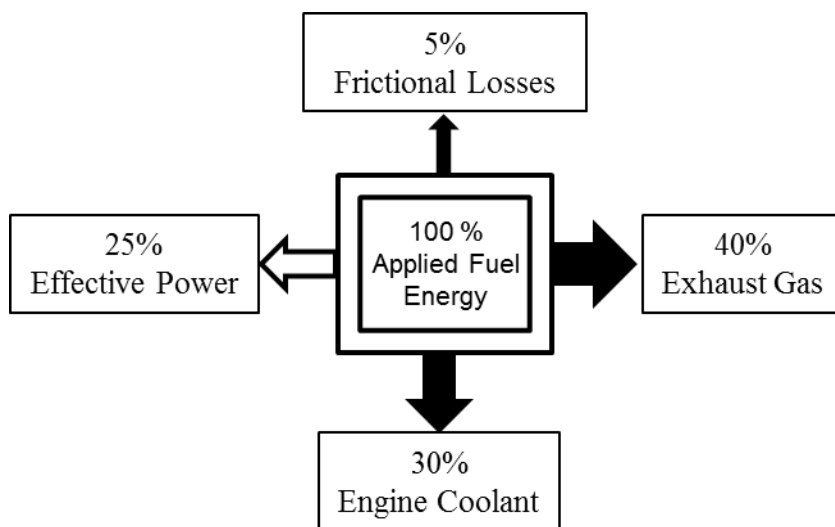 5%
Frictional Losses
25%
Effective Power
100 %
Applied Fuel
Energy
40%
Exhaust Gas
30%
Engine Coolant